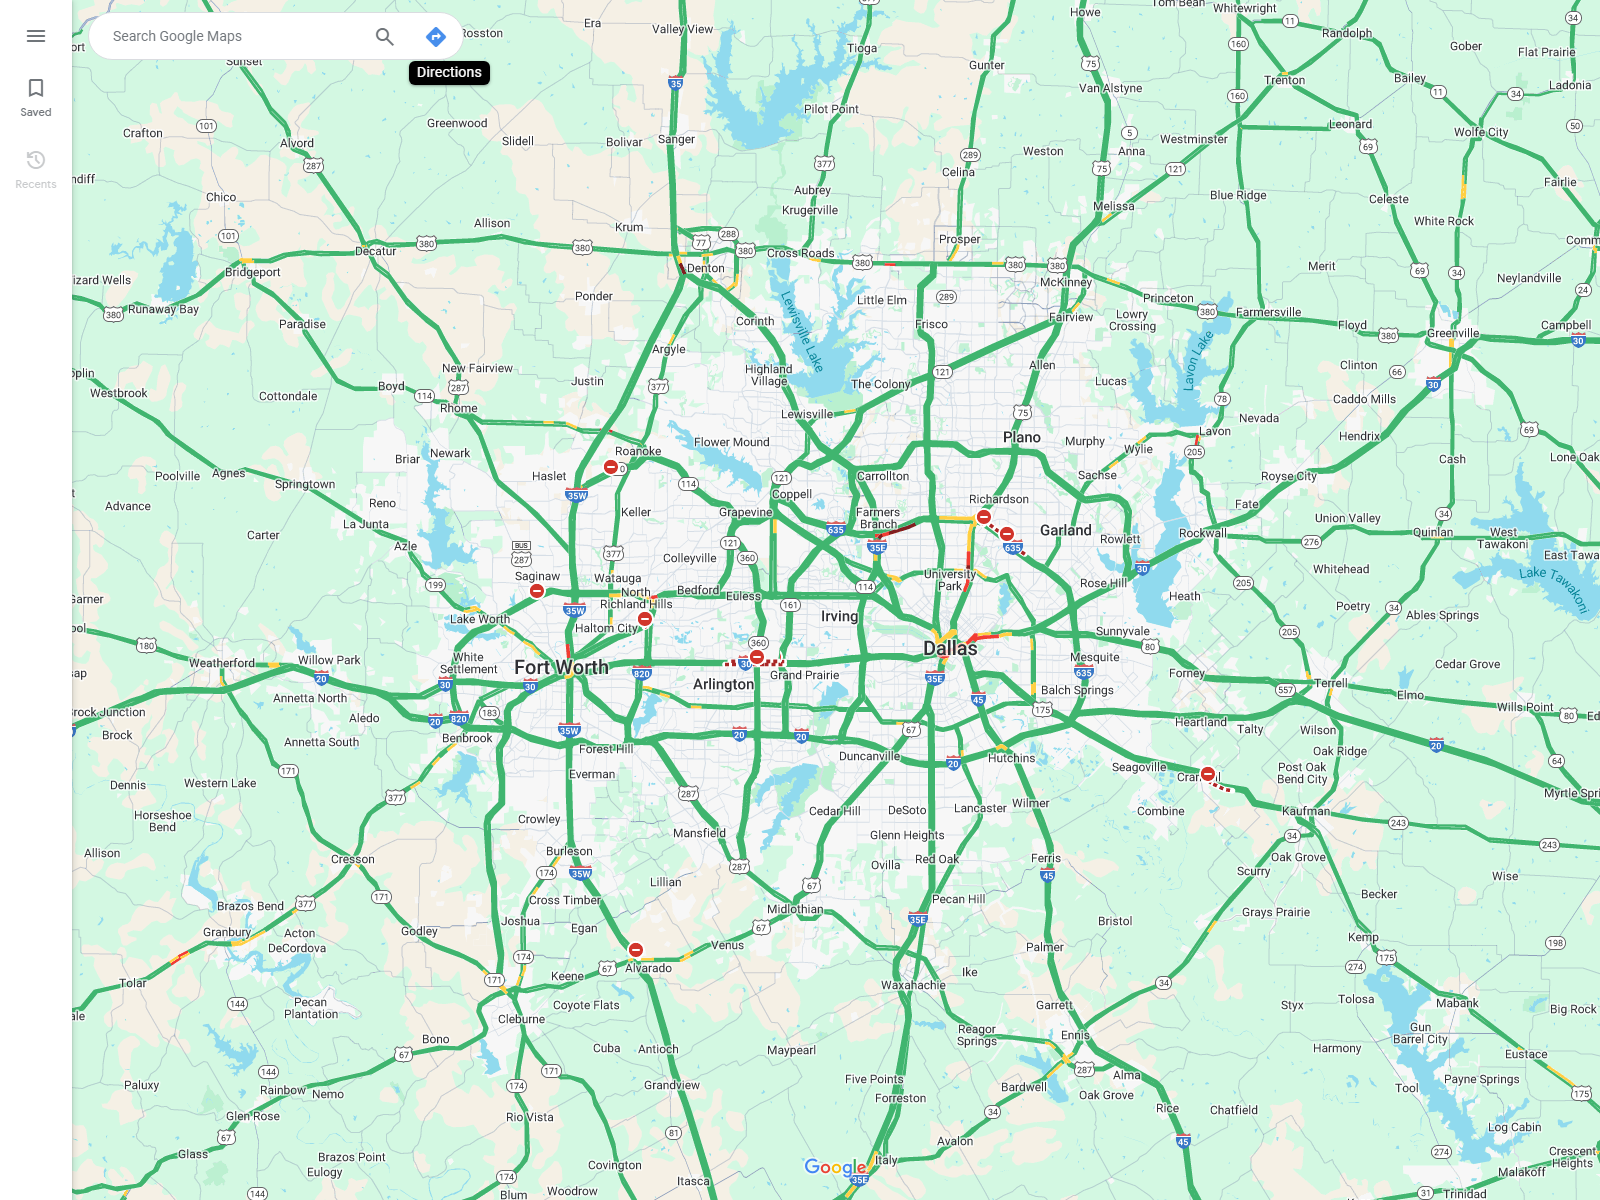 Search Google Maps
Directions
Saved
Recents
Rosston
Era
Valley View
Tioga
Howe
Tom Bean
Whitewright
Randolph
Gober
Flat Prairie
Ladonia
Sunset
Gunter
Van Alstyne
Trenton
Bailey
Pilot Point
Crafton
Greenwood
Slidell
Bolivar
Sanger
Alvord
Weston
Anna
Westminster
Leonard
Wolfe City
Celina
Aubrey
Krugerville
Melissa
Blue Ridge
Celeste
Fairlie
White Rock
Chico
Allison
Krum
Prosper
Decatur
Cross Roads
Denton
Bridgeport
McKinney
Merit
Neylandville
Runaway Bay
Ponder
Little Elm
Princeton
Farmersville
Paradise
Corinth
Lewisville Lake
Frisco
Fairview
Lowry
Crossing
Floyd
Greenville
Campbell
Argyle
Lavon Lake
New Fairview
Justin
Highland
Village
The Colony
Allen
Lucas
Clinton
Westbrook
Boyd
Cottondale
Rhome
Lewisville
Nevada
Caddo Mills
Plano
Murphy
Lavon
Hendrix
Flower Mound
Roanoke
Wylie
Briar
Newark
Cash
Lone Oak
Poolville
Agnes
Springtown
Haslet
Carrollton
Sachse
Royse City
Coppell
Richardson
Advance
Reno
Keller
Grapevine
Farmers
Branch
Fate
La Junta
Garland
Union Valley
Carter
Rowlett
Rockwall
Quinlan
West
Tawakoni
Azle
Colleyville
East Tawa
Saginaw
Watauga
University
Park
Rose Hill
Whitehead
Lake Tawakoni
North
Richland Hills
Bedford
Euless
Heath
Poetry
Lake Worth
Haltom City
Irving
Sunnyvale
Ables Springs
Dallas
Weatherford
Willow Park
White
Settlement
Fort Worth
Grand Prairie
Mesquite
Forney
Cedar Grove
Arlington
Balch Springs
Terrell
Elmo
Annetta North
Aledo
Wills Point
Brock Junction
Brock
Annetta South
Benbrook
Forest Hill
Heartland
Talty
Wilson
Oak Ridge
Duncanville
Hutchins
Seagoville
Crandall
Post Oak
Bend City
Everman
Dennis
Western Lake
Horseshoe
Bend
Cedar Hill
DeSoto
Lancaster
Wilmer
Combine
Kaufman
Crowley
Mansfield
Glenn Heights
Allison
Cresson
Burleson
Ovilla
Red Oak
Ferris
Oak Grove
Scurry
Wise
Lillian
Becker
Brazos Bend
Cross Timber
Midlothian
Pecan Hill
Grays Prairie
Granbury
Acton
DeCordova
Godley
Joshua
Egan
Venus
Bristol
Kemp
Palmer
Tolar
Keene
Alvarado
Ike
Waxahachie
Pecan
Plantation
Coyote Flats
Garrett
Styx
Tolosa
Mabank
Big Rock
Cleburne
Reagor
Springs
Ennis
Gun
Barrel City
Bono
Cuba
Antioch
Maypearl
Harmony
Eustace
Paluxy
Rainbow
Nemo
Grandview
Five Points
Forreston
Bardwell
Alma
Oak Grove
Tool
Payne Springs
Glen Rose
Rio Vista
Rice
Chatfield
Log Cabin
Glass
Brazos Point
Eulogy
Covington
Avalon
Italy
Crescent
Heights
Malakoff
Google
Blum
Woodrow
Itasca
Trinidad